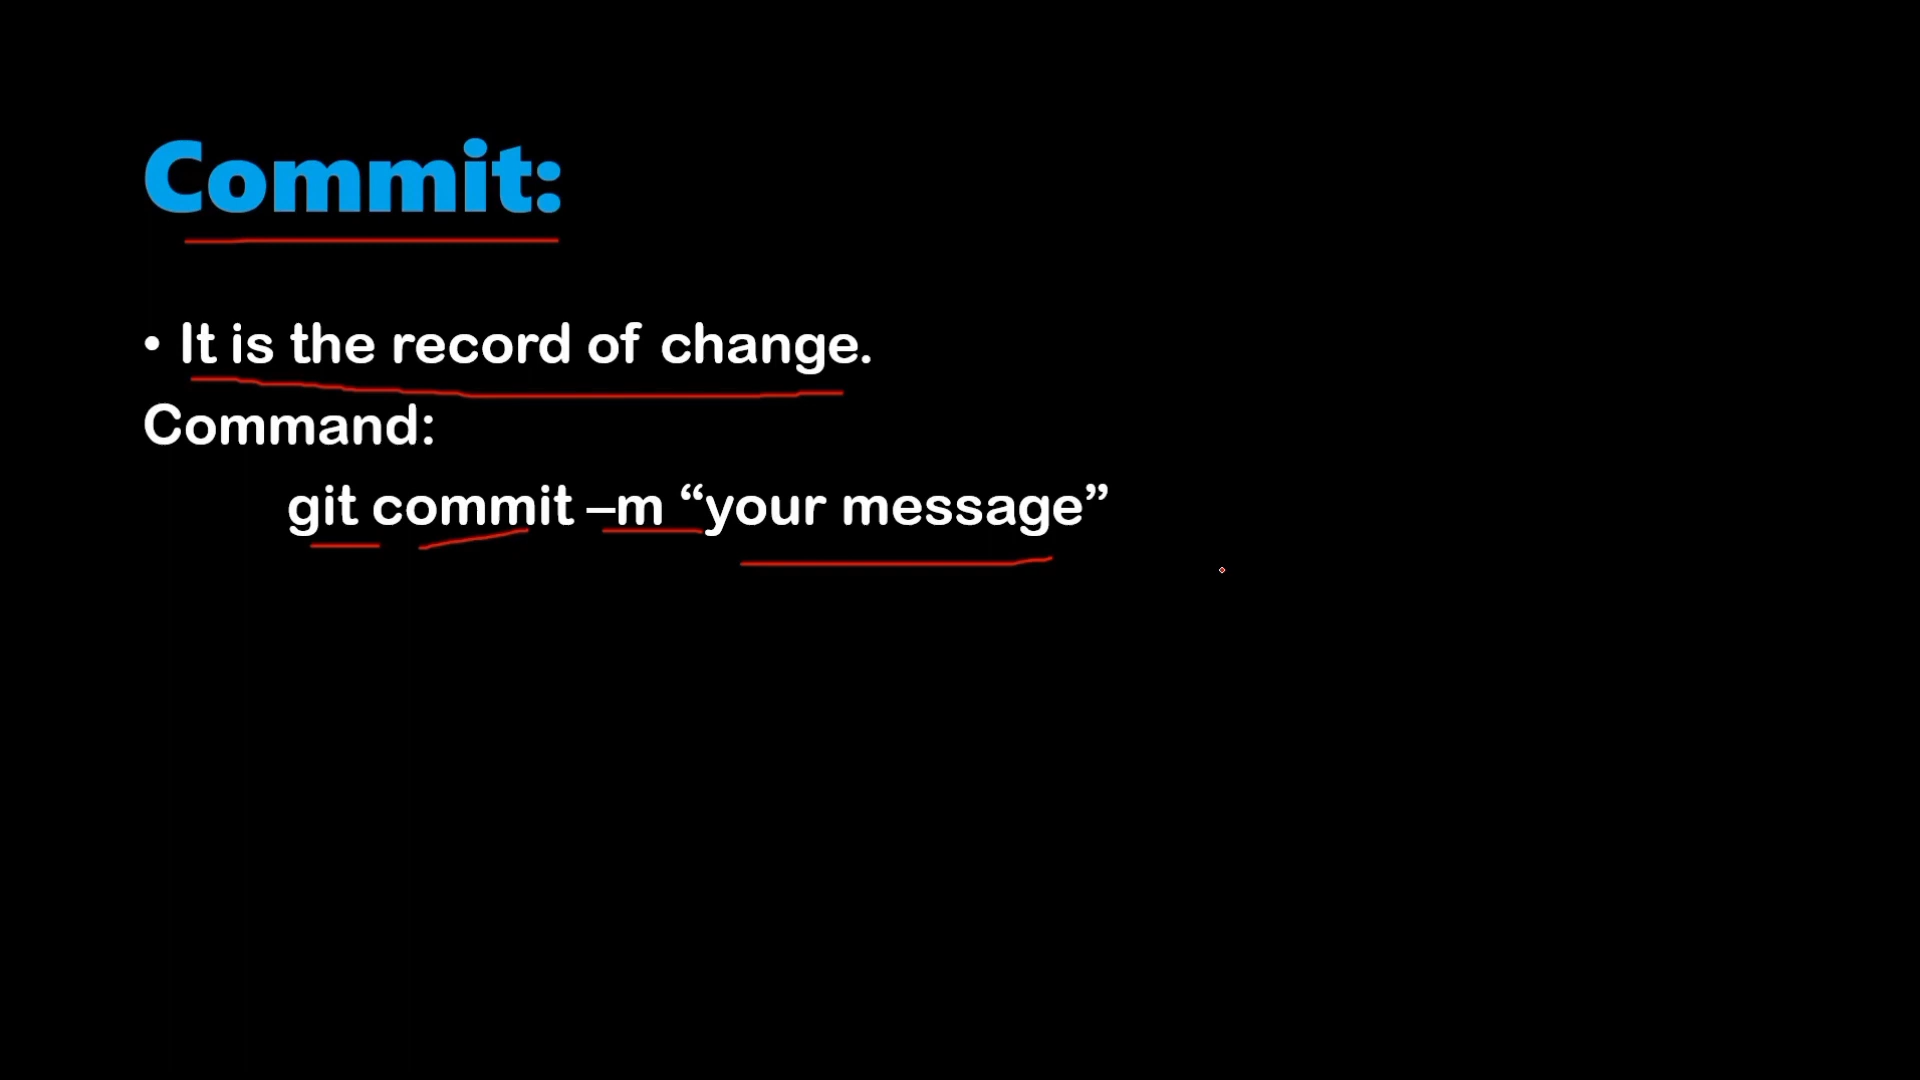 Commit:
• It is the record of change.
Command:
git commit –m “your message”